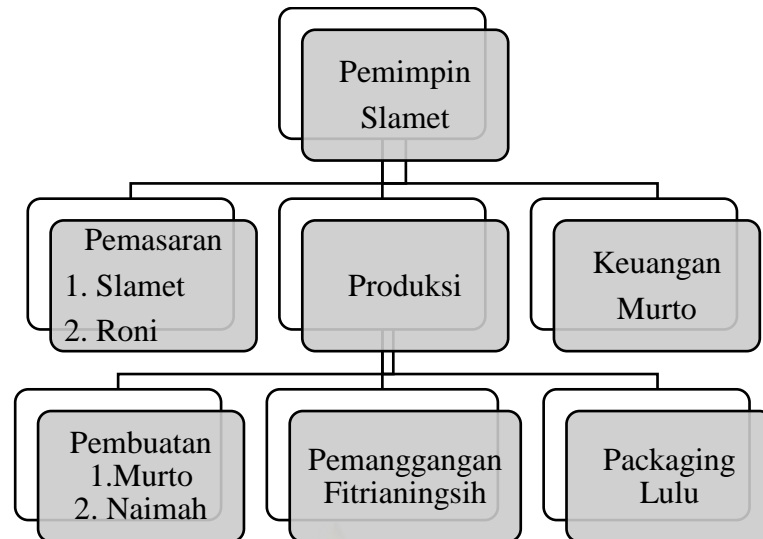 Pemimpin
Slamet
Pemasaran
1. Slamet
2. Roni
Produksi
Keuangan
Murto
Pembuatan
1.Murto
2. Naimah
Pemanggangan
Fitrianingsih
Packaging
Lulu